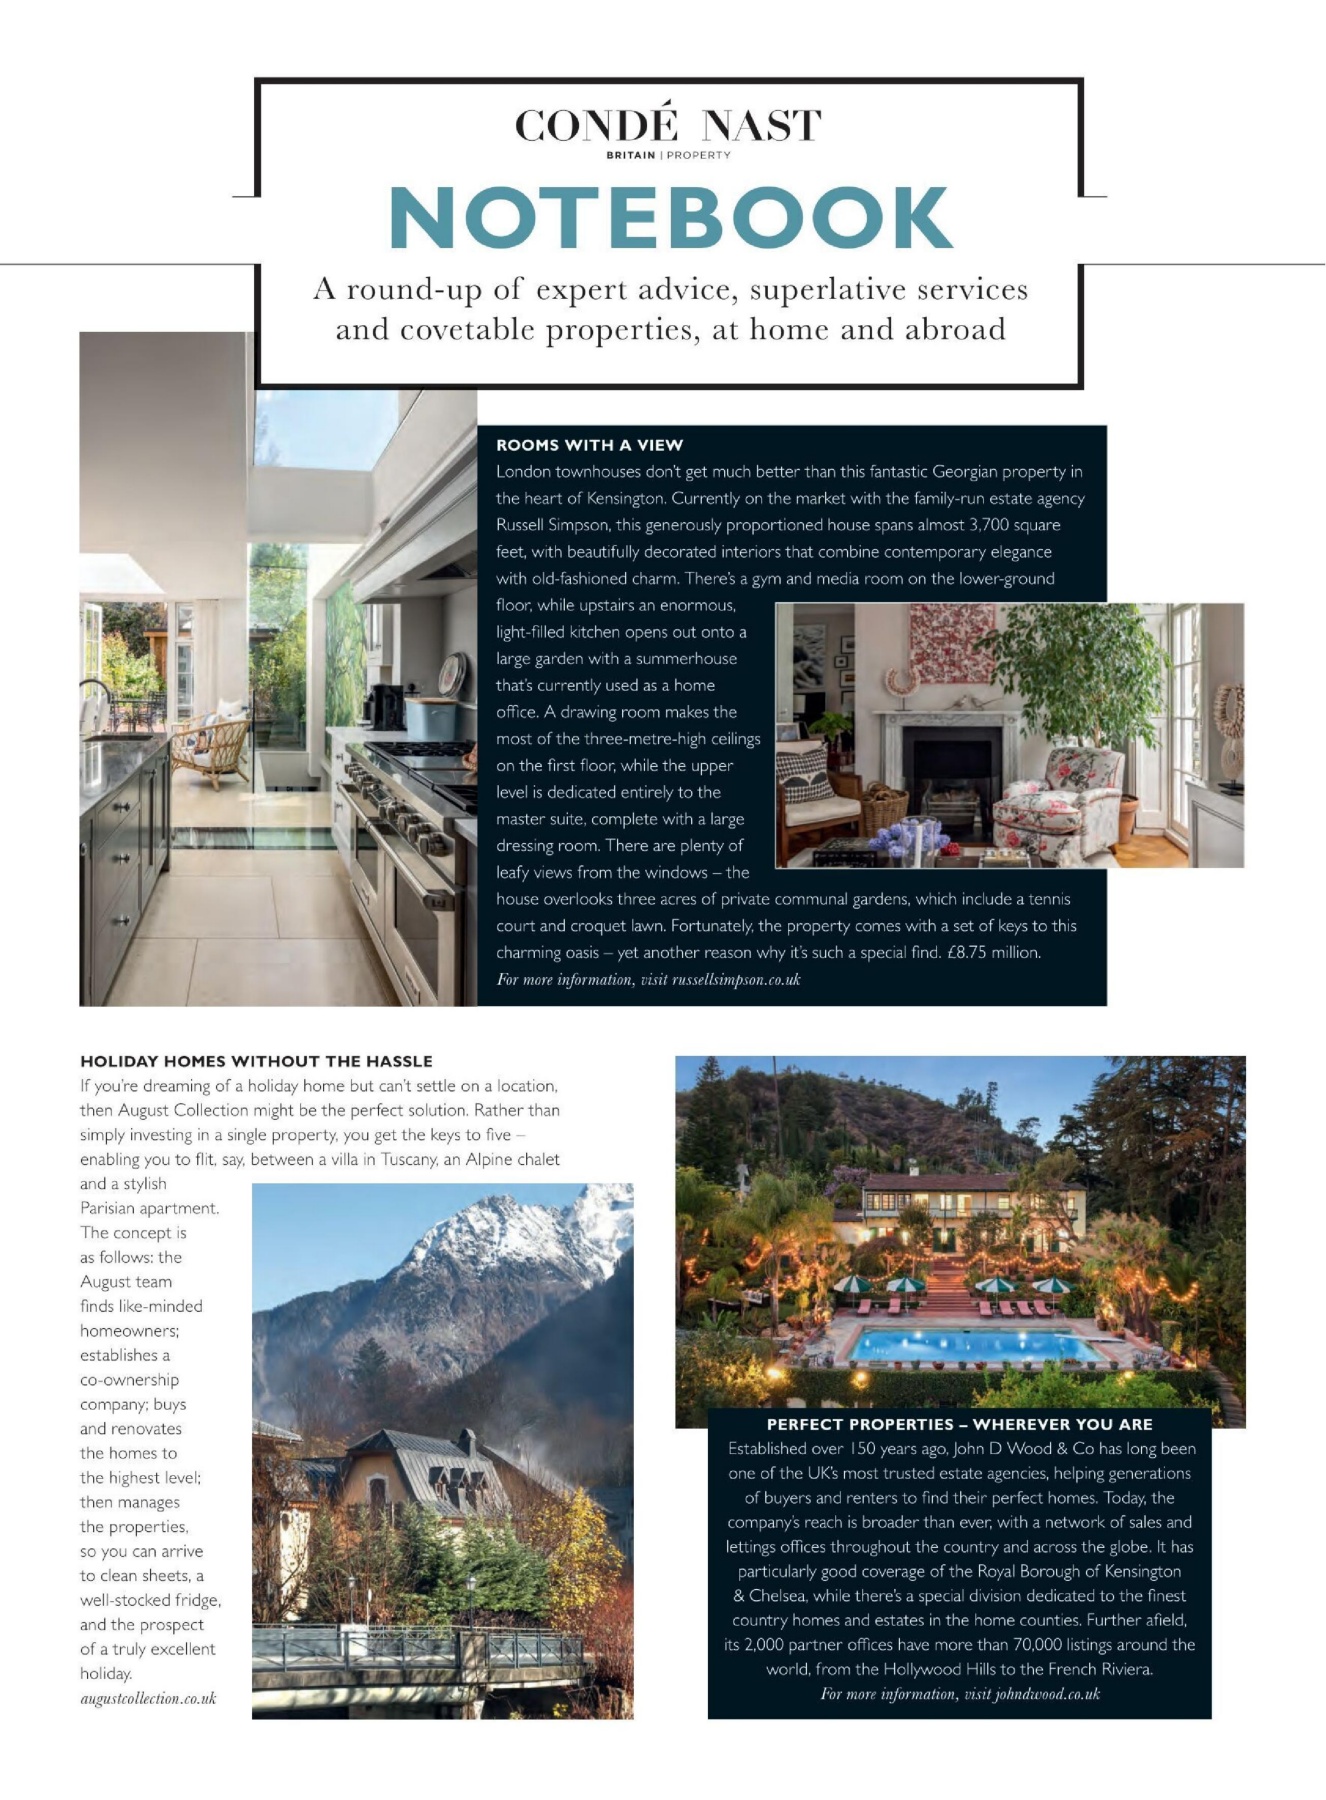 CONDÉ NAST
BRITAIN | PROPERTY
NOTEBOOK
A round-up of expert advice, superlative services
and covetable properties, at home and abroad
ROOMS WITH A VIEW
London townhouses don't get much better than this fantastic Georgian property in
the heart of Kensington. Currently on the market with the family-run estate agency
Russell Simpson, this generously proportioned house spans almost 3,700 square
feet, with beautifully decorated interiors that combine contemporary elegance
with old-fashioned charm. There's a gym and media room on the lower-ground
floor, while upstairs an enormous,
light-filled kitchen opens out onto a
large garden with a summerhouse
that's currently used as a home
office. A drawing room makes the
most of the three-metre-high ceilings
on the first floor, while the upper
level is dedicated entirely to the
master suite, complete with a large
dressing room. There are plenty of
leafy views from the windows – the
house overlooks three acres of private communal gardens, which include a tennis
court and croquet lawn. Fortunately, the property comes with a set of keys to this
charming oasis – yet another reason why it's such a special find. £8.75 million.
For more information, visit russellsimpson.co.uk
HOLIDAY HOMES WITHOUT THE HASSLE
If you're dreaming of a holiday home but can't settle on a location,
then August Collection might be the perfect solution. Rather than
simply investing in a single property, you get the keys to five –
enabling you to flit, say, between a villa in Tuscany, an Alpine chalet
and a stylish
Parisian apartment.
The concept is
as follows: the
August team
finds like-minded
homeowners;
establishes a
co-ownership
company; buys
and renovates
the homes to
the highest level;
then manages
the properties,
so you can arrive
to clean sheets, a
well-stocked fridge,
and the prospect
of a truly excellent
holiday.
augustcollection.co.uk
PERFECT PROPERTIES – WHEREVER YOU ARE
Established over 150 years ago, John D Wood & Co has long been
one of the UK's most trusted estate agencies, helping generations
of buyers and renters to find their perfect homes. Today, the
company's reach is broader than ever, with a network of sales and
lettings offices throughout the country and across the globe. It has
particularly good coverage of the Royal Borough of Kensington
& Chelsea, while there's a special division dedicated to the finest
country homes and estates in the home counties. Further afield,
its 2,000 partner offices have more than 70,000 listings around the
world, from the Hollywood Hills to the French Riviera.
For more information, visit johndwood.co.uk